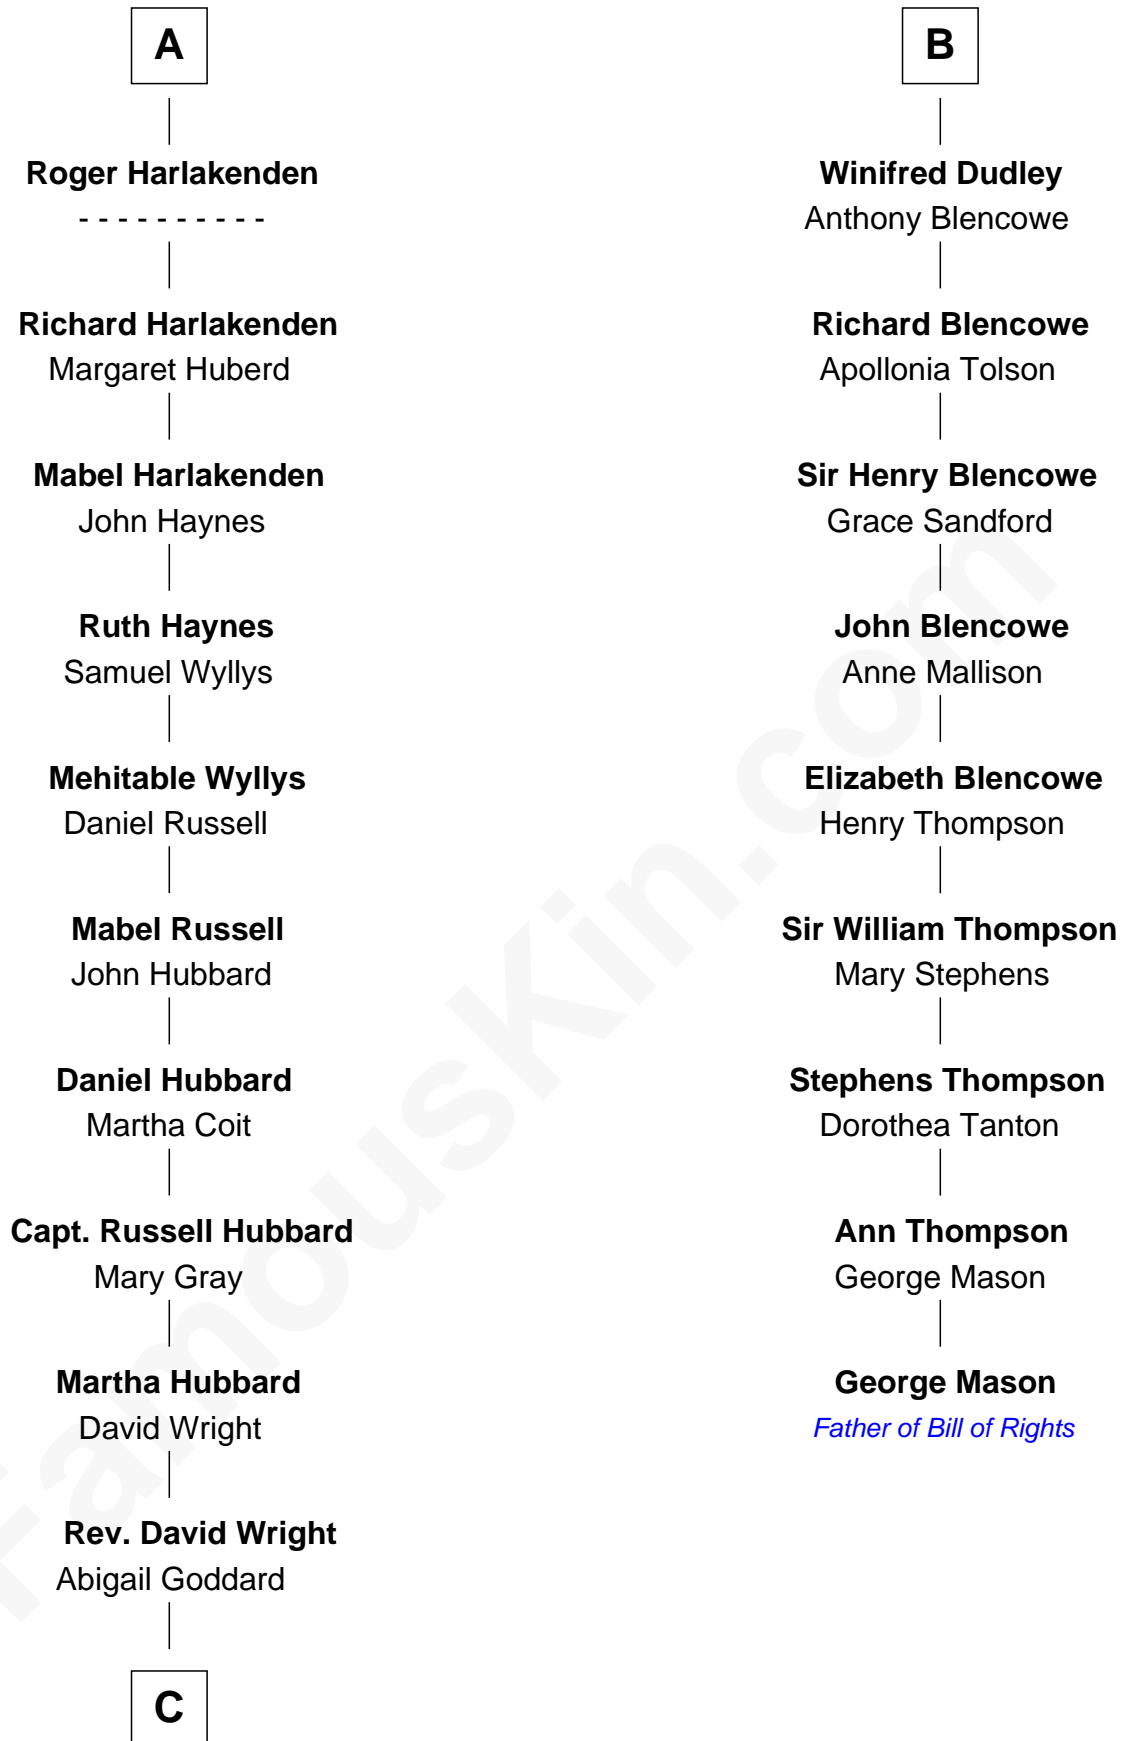 A
Roger Harlakenden
- - - - - - - - - -
Richard Harlakenden
Margaret Huberd
Mabel Harlakenden
John Haynes
Ruth Haynes
Samuel Wyllys
Mehitable Wyllys
Daniel Russell
Mabel Russell
John Hubbard
Daniel Hubbard
Martha Coit
Capt. Russell Hubbard
Mary Gray
Martha Hubbard
David Wright
Rev. David Wright
Abigail Goddard
C
B
Winifred Dudley
Anthony Blencowe
Richard Blencowe
Apollonia Tolson
Sir Henry Blencowe
Grace Sandford
John Blencowe
Anne Mallison
Elizabeth Blencowe
Henry Thompson
Sir William Thompson
Mary Stephens
Stephens Thompson
Dorothea Tanton
Ann Thompson
George Mason
George Mason
Father of Bill of Rights
FamousKin.com